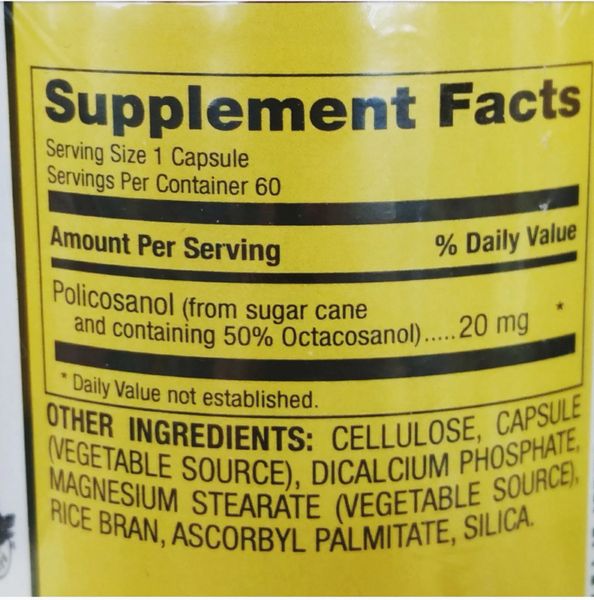 Supplement Facts
Serving Size 1 Capsule
Servings Per Container 60
Amount Per Serving % Daily Value
Policosanol (from sugar cane
and containing 50% Octacosanol).....20 mg *
* Daily Value not established.
OTHER INGREDIENTS: CELLULOSE, CAPSULE
(VEGETABLE SOURCE), DICALCIUM PHOSPHATE,
MAGNESIUM STEARATE (VEGETABLE SOURCE),
RICE BRAN, ASCORBYL PALMITATE, SILICA.